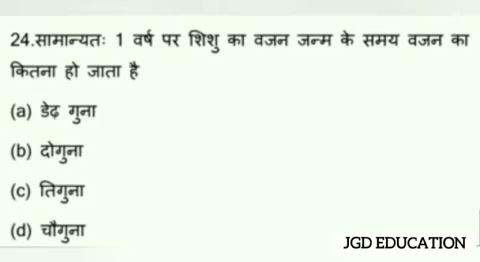 24.सामान्यतः 1 वर्ष पर शिशु का वजन जन्म के समय वजन का
कितना हो जाता है
(a) डेढ़ गुना
(b) दोगुना
(c) तिगुना
(d) चौगुना
JGD EDUCATION